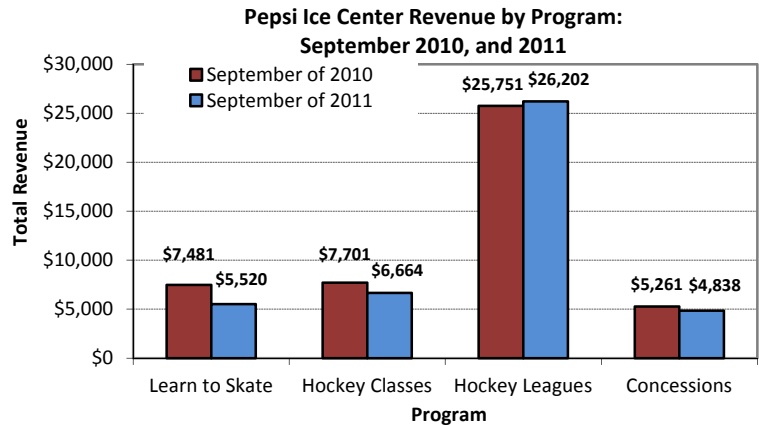 Pepsi Ice Center Revenue by Program:
September 2010, and 2011
Total Revenue
$30,000
$25,000
$20,000
$15,000
$10,000
$5,000
$0
September of 2010
September of 2011
$7,481
$5,520
$7,701
$6,664
$25,751
$26,202
$5,261
$4,838
Learn to Skate
Hockey Classes
Hockey Leagues
Concessions
Program